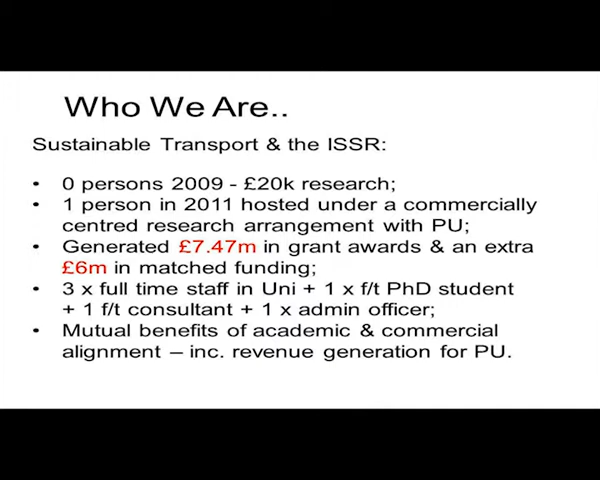 Who We Are..
Sustainable Transport & the ISSR:
• 0 persons 2009 - £20k research;
• 1 person in 2011 hosted under a commercially
centred research arrangement with PU;
• Generated £7.47m in grant awards & an extra
£6m in matched funding;
• 3 x full time staff in Uni + 1 x f/t PhD student
+ 1 f/t consultant + 1 x admin officer;
• Mutual benefits of academic & commercial
alignment – inc. revenue generation for PU.